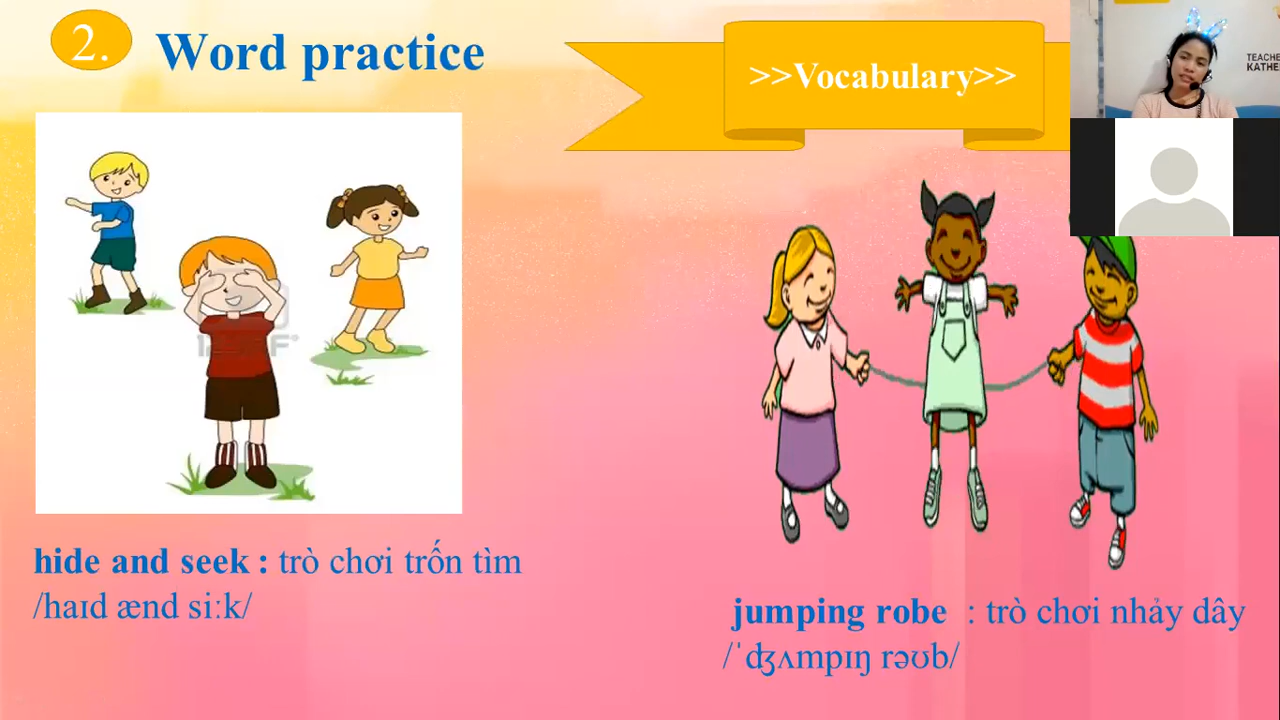 2.
Word practice
>>Vocabulary>>
hide and seek : trò chơi trốn tìm
/haɪd ænd siːk/
jumping robe : trò chơi nhảy dây
/ˈʤʌmpɪŋ rəʊb/